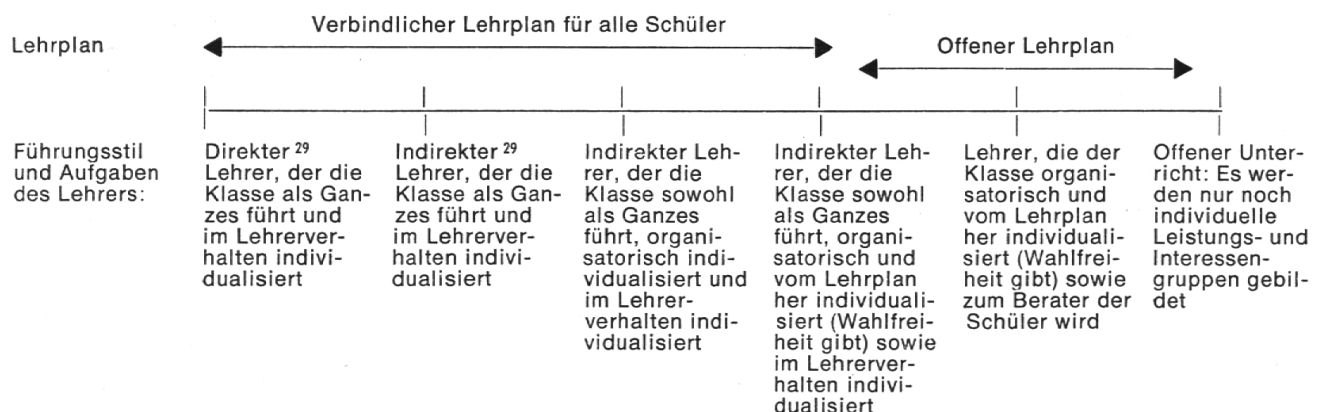 Verbindlicher Lehrplan für alle Schüler
Lehrplan
Offener Lehrplan
Führungsstil
und Aufgaben
des Lehrers:
Direkter 29
Lehrer, der die
Klasse als Gan-
zes führt und
im Lehrerver-
halten indivi-
dualisiert
Indirekter 29
Lehrer, der die
Klasse als Gan-
zes führt und
im Lehrerver-
halten indivi-
dualisiert
Indirekter Leh-
rer, der die
Klasse sowohl
als Ganzes
führt, organi-
satorisch indi-
vidualisiert und
im Lehrer-
verhalten indi-
vidualisiert
Indirekter Leh-
rer, der die
Klasse sowohl
als Ganzes
führt, organi-
satorisch und
vom Lehrplan
her individuali-
siert (Wahlfrei-
heit gibt) sowie
im Lehrerver-
halten indivi-
dualisiert
Lehrer, die der
Klasse organi-
satorisch und
vom Lehrplan
her individuali-
siert (Wahlfrei-
heit gibt) sowie
zum Berater der
Schüler wird
Offener Unter-
richt: Es wer-
den nur noch
individuelle
Leistungs- und
Interessen-
gruppen gebil-
det